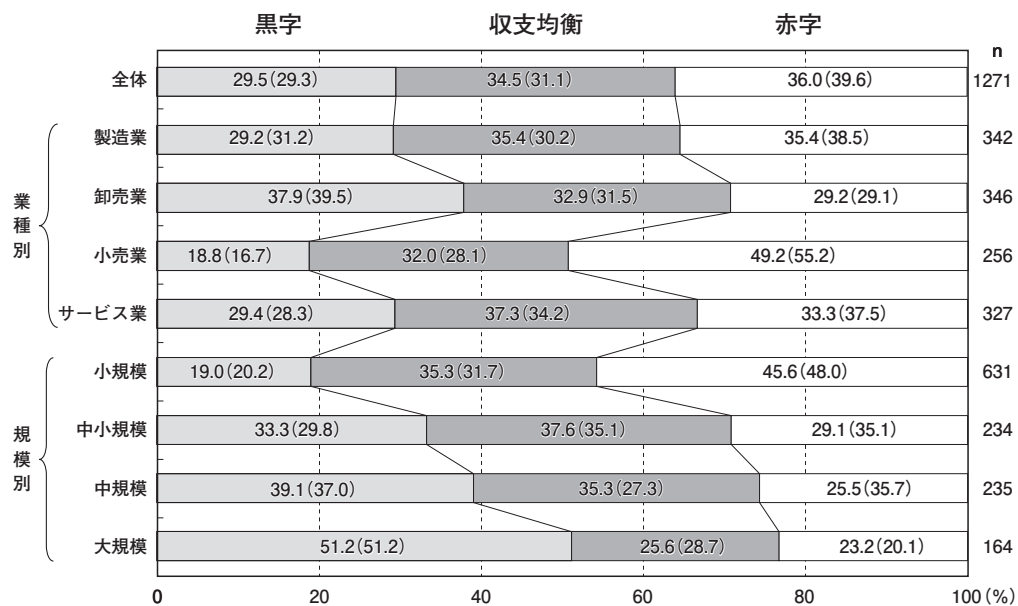 黒字 収支均衡 赤字
n
全体 29.5(29.3) 34.5(31.1) 36.0(39.6) 1271
業種別
製造業 29.2(31.2) 35.4(30.2) 35.4(38.5) 342
卸売業 37.9(39.5) 32.9(31.5) 29.2(29.1) 346
小売業 18.8(16.7) 32.0(28.1) 49.2(55.2) 256
サービス業 29.4(28.3) 37.3(34.2) 33.3(37.5) 327
規模別
小規模 19.0(20.2) 35.3(31.7) 45.6(48.0) 631
中小規模 33.3(29.8) 37.6(35.1) 29.1(35.1) 234
中規模 39.1(37.0) 35.3(27.3) 25.5(35.7) 235
大規模 51.2(51.2) 25.6(28.7) 23.2(20.1) 164
0 20 40 60 80 100(%)